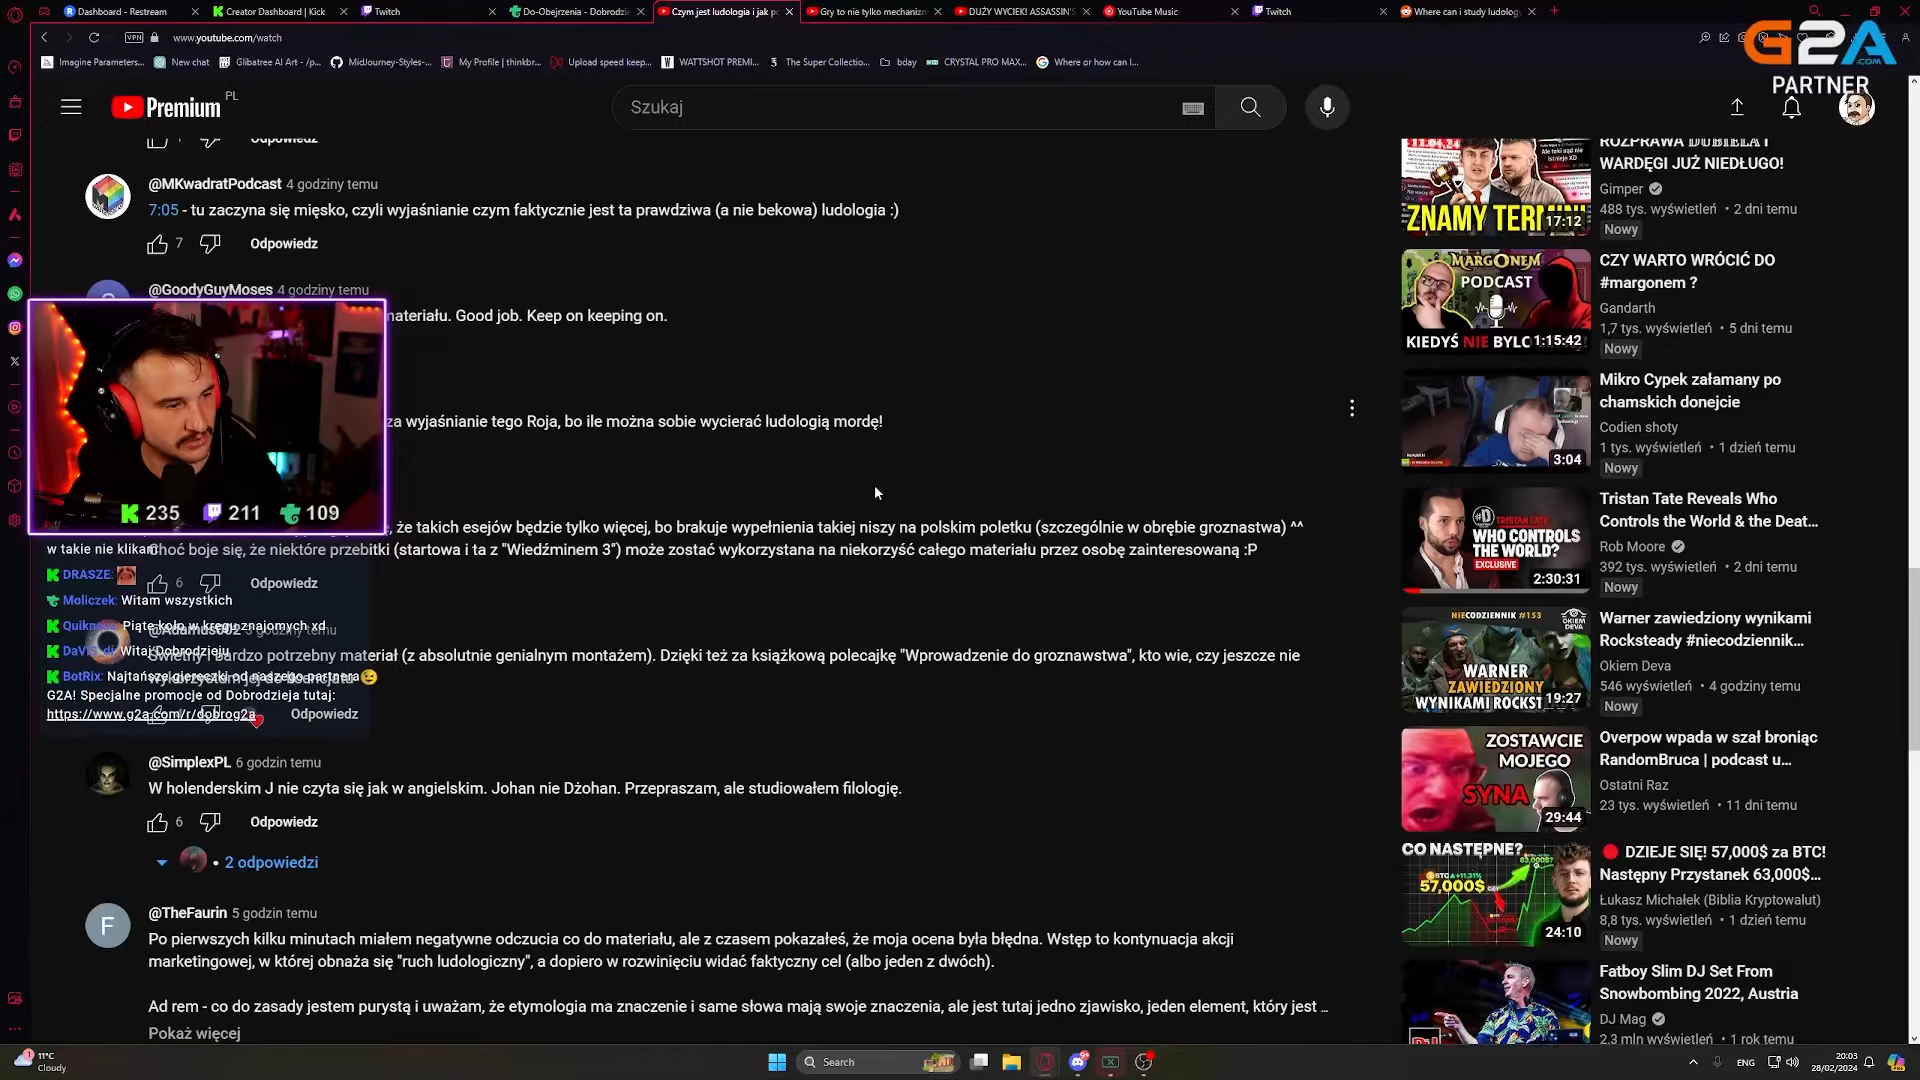 Dashboard - Restream
Creator Dashboard | Kick
Twitch
Do-Obejrzenia - Dobrodzie
Czym jest ludologia i jak p
Gry to nie tylko mechanizm
DUŻY WYCIEK! ASSASSIN'S
YouTube Music
Twitch
Where can i study ludology
VPN
www.youtube.com/watch
G2A
.COM
PARTNER
Imagine Parameters...
New chat
Glibatree AI Art - /p...
MidJourney-Styles-...
My Profile | thinkbr...
Upload speed keep...
WATTSHOT PREMI...
The Super Collectio...
bday
CRYSTAL PRO MAX...
Where or how can I...
Premium PL
Szukaj
Odpowiedz
@MKwadratPodcast 4 godziny temu
7:05 - tu zaczyna się mięsko, czyli wyjaśnianie czym faktycznie jest ta prawdziwa (a nie bekowa) ludologia :)
7 Odpowiedz
@GoodyGuyMoses 4 godziny temu
materiału. Good job. Keep on keeping on.
za wyjaśnianie tego Roja, bo ile można sobie wycierać ludologią mordę!
235 211 109
że takich esejów będzie tylko więcej, bo brakuje wypełnienia takiej niszy na polskim poletku (szczególnie w obrębie groznastwa) ^^
w takie nie klikam
Choć boje się, że niektóre przebitki (startowa i ta z "Wiedźminem 3") może zostać wykorzystana na niekorzyść całego materiału przez osobę zainteresowaną :P
DRASZE:
6 Odpowiedz
Moliczek: Witam wszystkich
Piąte koło w kręgu znajomych xd
Witaj Dobrodzieju
Świetny i bardzo potrzebny materiał (z absolutnie genialnym montażem). Dzięki też za książkową polecajkę "Wprowadzenie do groznawstwa", kto wie, czy jeszcze nie
BotRix: Najtańsze giereczki od naszego partnera
G2A! Specjalne promocje od Dobrodzieja tutaj:
https://www.g2a.com/r/dobrog2a
Odpowiedz
@SimplexPL 6 godzin temu
W holenderskim J nie czyta się jak w angielskim. Johan nie Dżohan. Przepraszam, ale studiowałem filologię.
6 Odpowiedz
2 odpowiedzi
F
@TheFaurin 5 godzin temu
Po pierwszych kilku minutach miałem negatywne odczucia co do materiału, ale z czasem pokazałeś, że moja ocena była błędna. Wstęp to kontynuacja akcji
marketingowej, w której obnaża się "ruch ludologiczny", a dopiero w rozwinięciu widać faktyczny cel (albo jeden z dwóch).
Ad rem - co do zasady jestem purystą i uważam, że etymologia ma znaczenie i same słowa mają swoje znaczenia, ale jest tutaj jedno zjawisko, jeden element, który jest ...
Pokaż więcej
ZNAMY TERMIN!
17:12
ROZPRAWA DUBIELA I
WARDĘGI JUŻ NIEDŁUGO!
Gimper
488 tys. wyświetleń • 2 dni temu
Nowy
MARGONEM
PODCAST
KIEDYŚ NIE BYŁO
1:15:42
CZY WARTO WRÓCIĆ DO
#margonem ?
Gandarth
1,7 tys. wyświetleń • 5 dni temu
Nowy
3:04
Mikro Cypek załamany po
chamskich donejcie
Codien shoty
1 tys. wyświetleń • 1 dzień temu
Nowy
TRISTAN TATE
WHO CONTROLS
THE WORLD?
EXCLUSIVE
2:30:31
Tristan Tate Reveals Who
Controls the World & the Deat...
Rob Moore
392 tys. wyświetleń • 2 dni temu
Nowy
NIECODZIENNIK #153
OKIEM DEVA
WARNER
ZAWIEDZIONY
WYNIKAMI ROCKST
19:27
Warner zawiedziony wynikami
Rocksteady #niecodziennik...
Okiem Deva
546 wyświetleń • 4 godziny temu
Nowy
ZOSTAWCIE
MOJEGO
SYNA
29:44
Overpow wpada w szał broniąc
RandomBruca | podcast u...
Ostatni Raz
23 tys. wyświetleń • 11 dni temu
CO NASTĘPNE?
63,000$
57,000$
24:10
DZIEJE SIĘ! 57,000$ za BTC!
Następny Przystanek 63,000$...
Łukasz Michałek (Biblia Kryptowalut)
8,8 tys. wyświetleń • 1 dzień temu
Nowy
Fatboy Slim DJ Set From
Snowbombing 2022, Austria
DJ Mag
2,3 mln wyświetleń • 1 rok temu
11°C
Cloudy
Search
ENG
20:03
28/02/2024